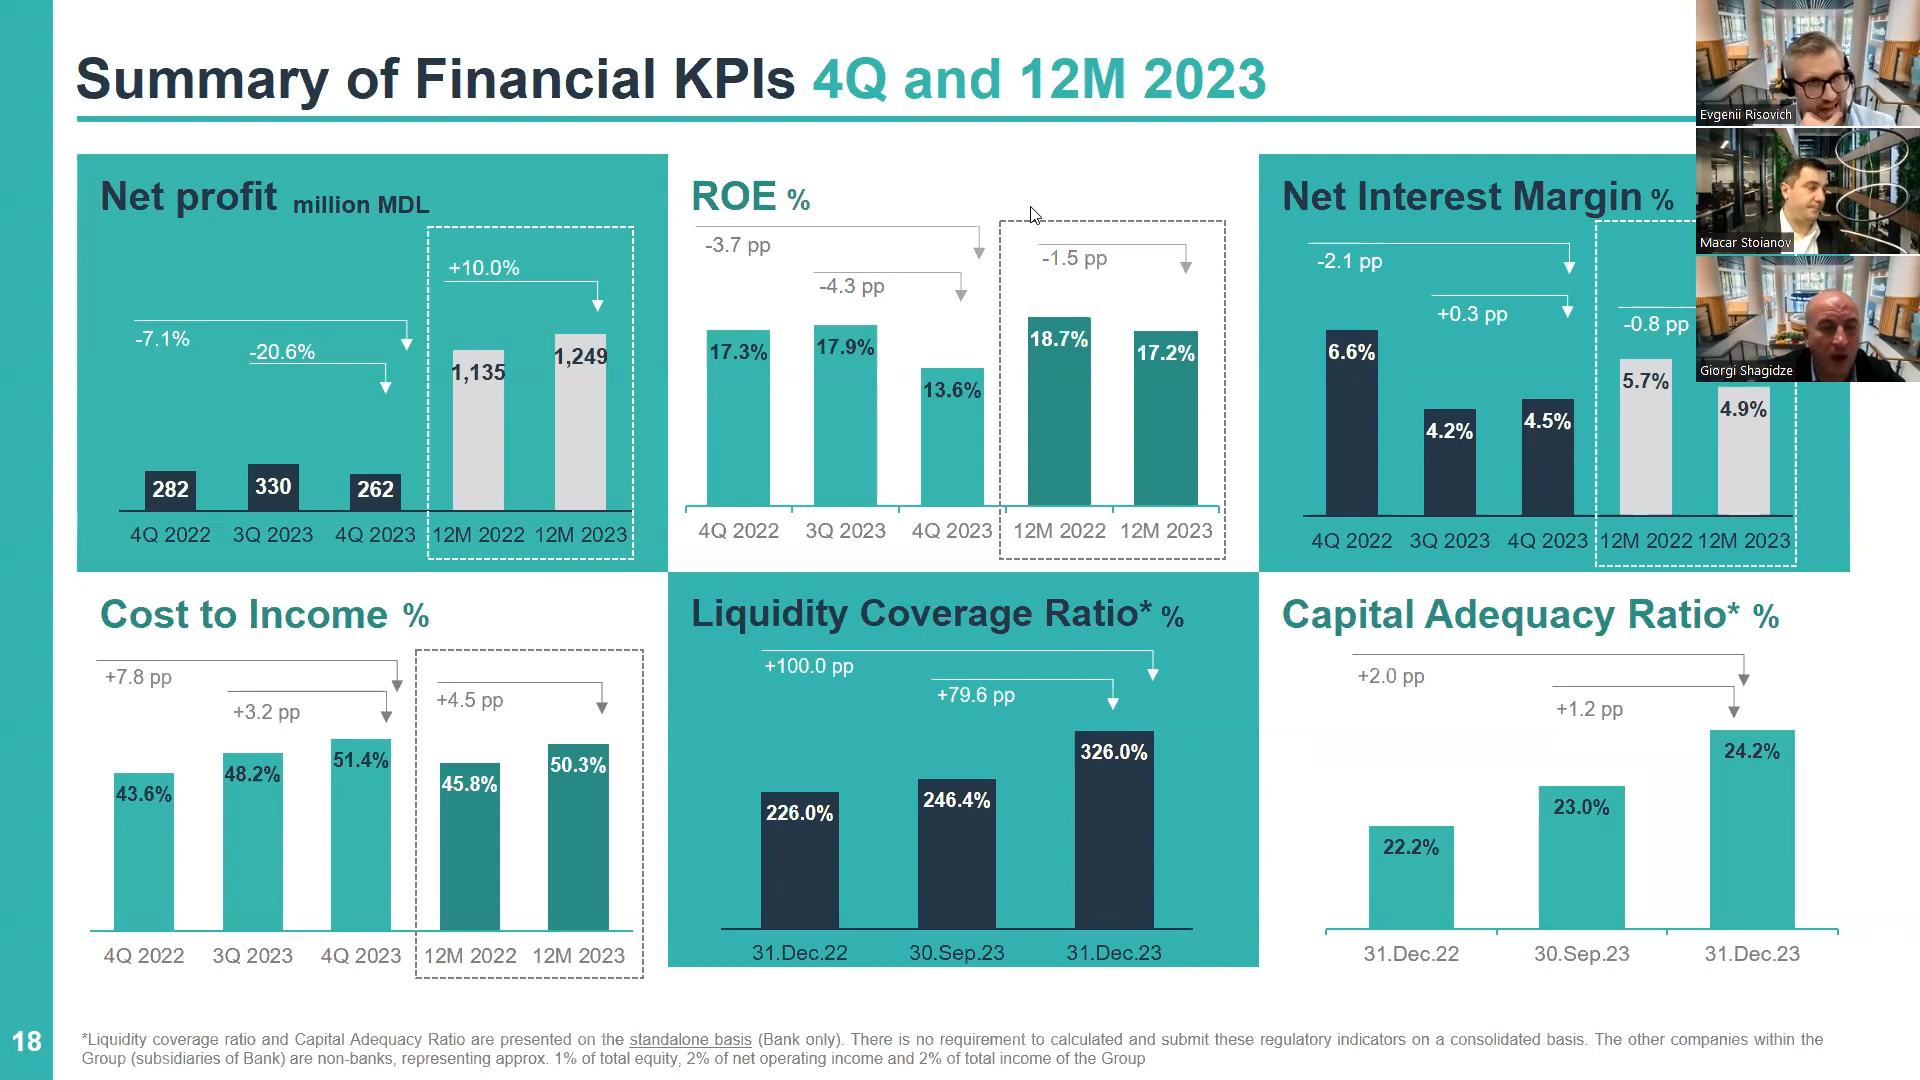 Summary of Financial KPIs 4Q and 12M 2023
Evgenii Risovich
Macar Stoianov
Giorgi Shagidze
Net profit million MDL
+10.0%
-7.1%
-20.6%
1,135
1,249
282
330
262
4Q 2022 3Q 2023 4Q 2023 12M 2022 12M 2023
ROE %
-3.7 pp
-4.3 pp
-1.5 pp
17.3%
17.9%
13.6%
18.7%
17.2%
4Q 2022 3Q 2023 4Q 2023 12M 2022 12M 2023
Net Interest Margin %
-2.1 pp
+0.3 pp
-0.8 pp
6.6%
4.2%
4.5%
5.7%
4.9%
4Q 2022 3Q 2023 4Q 2023 12M 2022 12M 2023
Cost to Income %
+7.8 pp
+3.2 pp
+4.5 pp
43.6%
48.2%
51.4%
45.8%
50.3%
4Q 2022 3Q 2023 4Q 2023 12M 2022 12M 2023
Liquidity Coverage Ratio* %
+100.0 pp
+79.6 pp
226.0%
246.4%
326.0%
31.Dec.22 30.Sep.23 31.Dec.23
Capital Adequacy Ratio* %
+2.0 pp
+1.2 pp
22.2%
23.0%
24.2%
31.Dec.22 30.Sep.23 31.Dec.23
18
*Liquidity coverage ratio and Capital Adequacy Ratio are presented on the standalone basis (Bank only). There is no requirement to calculated and submit these regulatory indicators on a consolidated basis. The other companies within the
Group (subsidiaries of Bank) are non-banks, representing approx. 1% of total equity, 2% of net operating income and 2% of total income of the Group